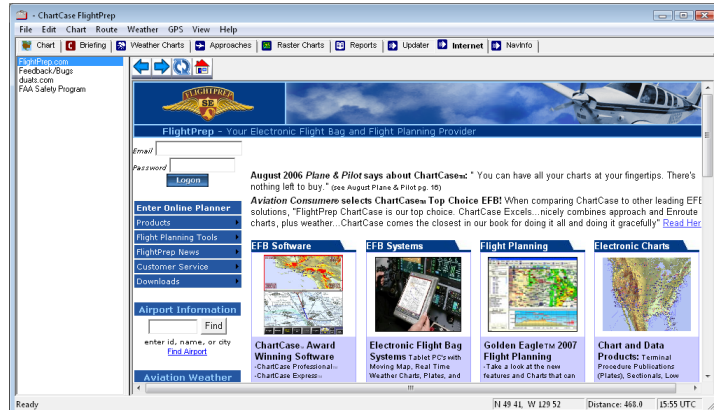 - ChartCase FlightPrep
File Edit Chart Route Weather GPS View Help
Chart Briefing Weather Charts Approaches Raster Charts Reports Updater Internet NavInfo
FlightPrep.com
Feedback/Bugs
duats.com
FAA Safety Program
FLIGHTPREP
SE
FlightPrep - Your Electronic Flight Bag and Flight Planning Provider
Email
Password
Logon
August 2006 Plane & Pilot says about ChartCase™: " You can have all your charts at your fingertips. There's
nothing left to buy." (see August Plane & Pilot pg. 16)
Aviation Consumer selects ChartCase™ Top Choice EFB! When comparing ChartCase to other leading EFE
solutions, "FlightPrep ChartCase is our top choice. ChartCase Excels...nicely combines approach and Enroute
charts, plus weather...ChartCase comes the closest in our book for doing it all and doing it gracefully" Read Her
Enter Online Planner
Products
Flight Planning Tools
FlightPrep News
Customer Service
Downloads
Airport Information
Find
enter id, name, or city
Find Airport
Aviation Weather
EFB Software
ChartCase™ Award
Winning Software
-ChartCase Professional™
-ChartCase Express™
EFB Systems
Electronic Flight Bag
Systems Tablet PC's with
Moving Map, Real Time
Weather Charts, Plates, and
Flight Planning
Golden Eagle™ 2007
Flight Planning
-Take a look at the new
features and Charts that can
Electronic Charts
Chart and Data
Products: Terminal
Procedure Publications
(Plates), Sectionals, Low
Ready
N 49 41, W 129 52
Distance: 468.0
15:55 UTC